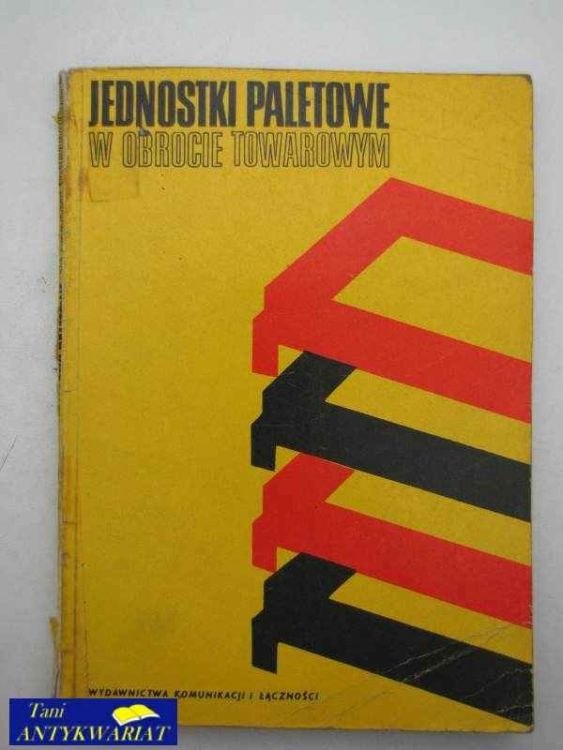 JEDNOSTKI PALETOWE
W OBROCIE TOWAROWYM
WYDAWNICTWA KOMUNIKACJI I ŁĄCZNOŚCI
Tani
ANTYKWARIAT